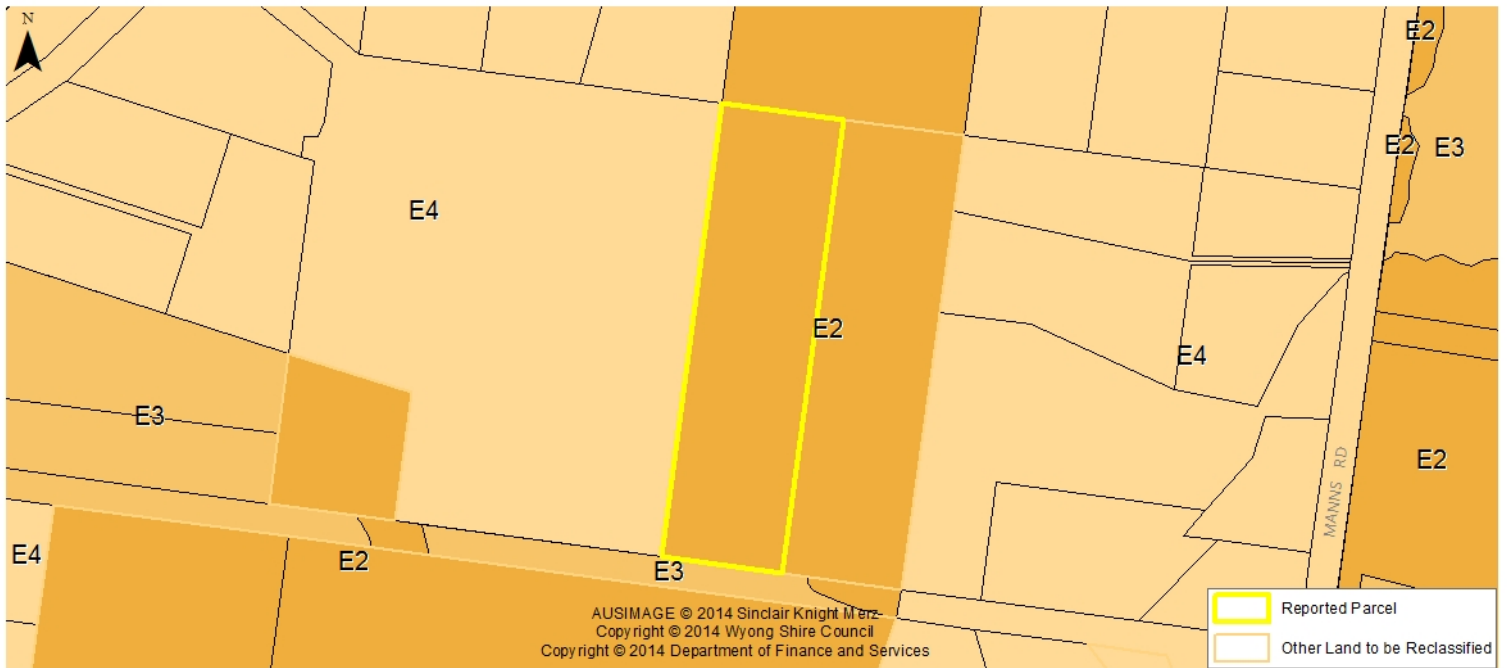 N
E2
E2
E3
E4
E2
E4
E3
E2
E4
E2
E3
MANNS RD
AUSIMAGE © 2014 Sinclair Knight Merz
Copyright © 2014 Wyong Shire Council
Copyright © 2014 Department of Finance and Services
Reported Parcel
Other Land to be Reclassified